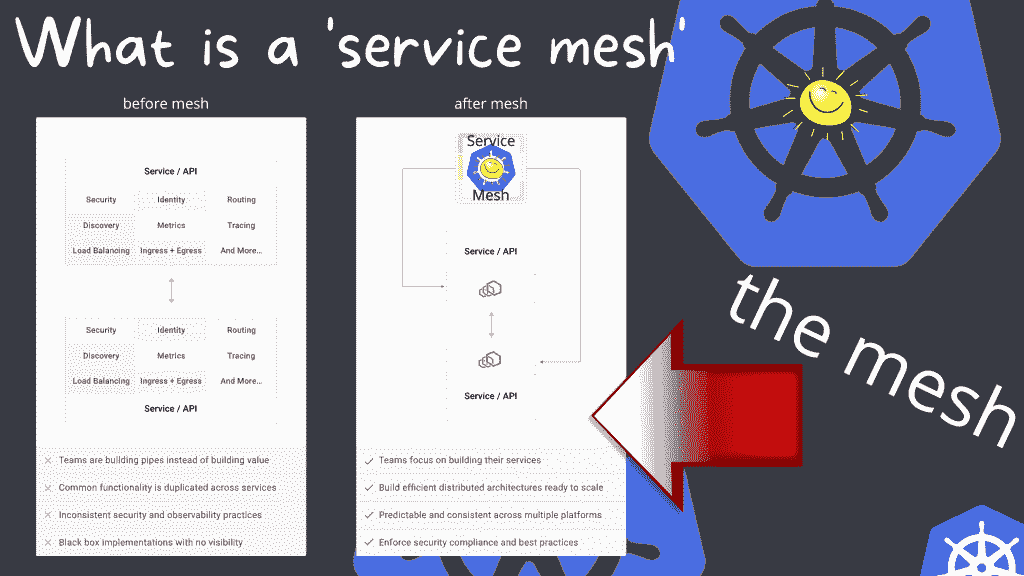 What is a 'service mesh'
before mesh
Service / API
Security Identity Routing
Discovery Metrics Tracing
Load Balancing Ingress + Egress And More...
Security Identity Routing
Discovery Metrics Tracing
Load Balancing Ingress + Egress And More...
Service / API
Teams are building pipes instead of building value
Common functionality is duplicated across services
Inconsistent security and observability practices
Black box implementations with no visibility
after mesh
Service
Mesh
Service / API
Service / API
Teams focus on building their services
Build efficient distributed architectures ready to scale
Predictable and consistent across multiple platforms
Enforce security compliance and best practices
the mesh